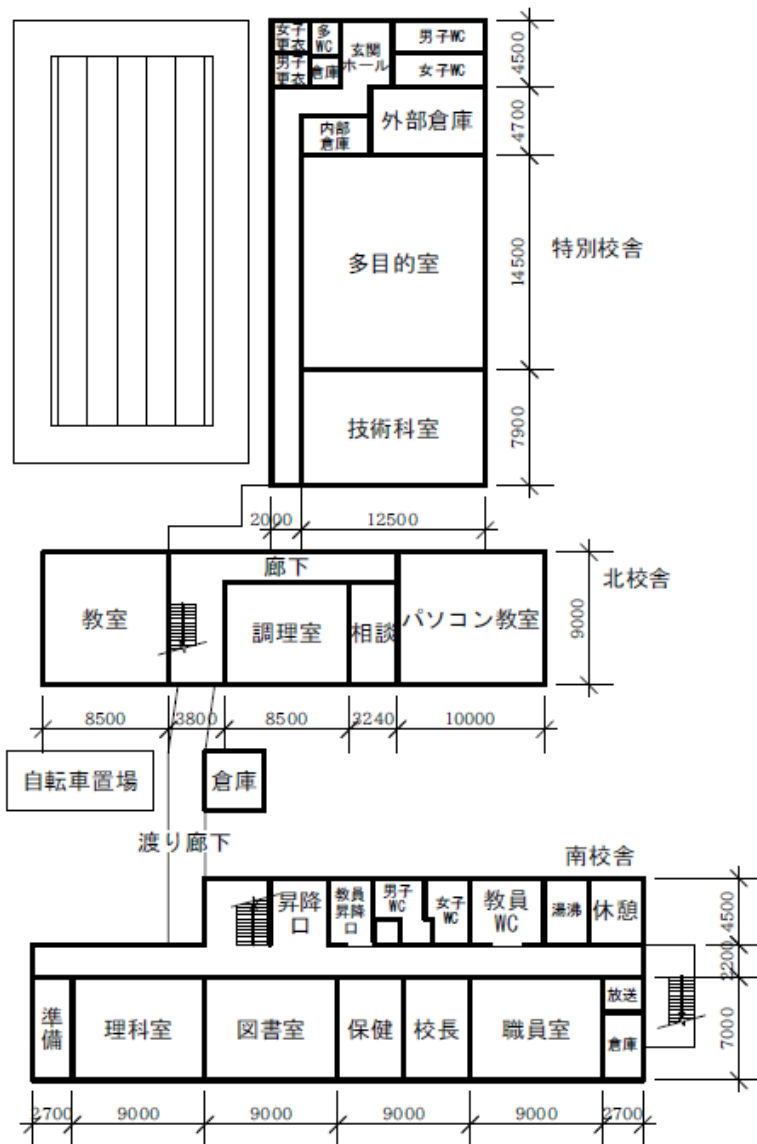 女子
更衣
多
WC
玄関
ホール
男子WC
男子
更衣
倉庫
女子WC
4500
内部
倉庫
外部倉庫
4700
多目的室
14500
特別校舎
技術科室
7900
2000
12500
廊下
北校舎
教室
調理室
相談
パソコン教室
9000
8500
3800
8500
3240
10000
自転車置場
倉庫
渡り廊下
南校舎
昇降
口
教員
昇降
口
男子
WC
女子
WC
教員
WC
湯沸
休憩
4500
2200
準
備
理科室
図書室
保健
校長
職員室
放送
倉庫
7000
2700
9000
9000
9000
9000
2700